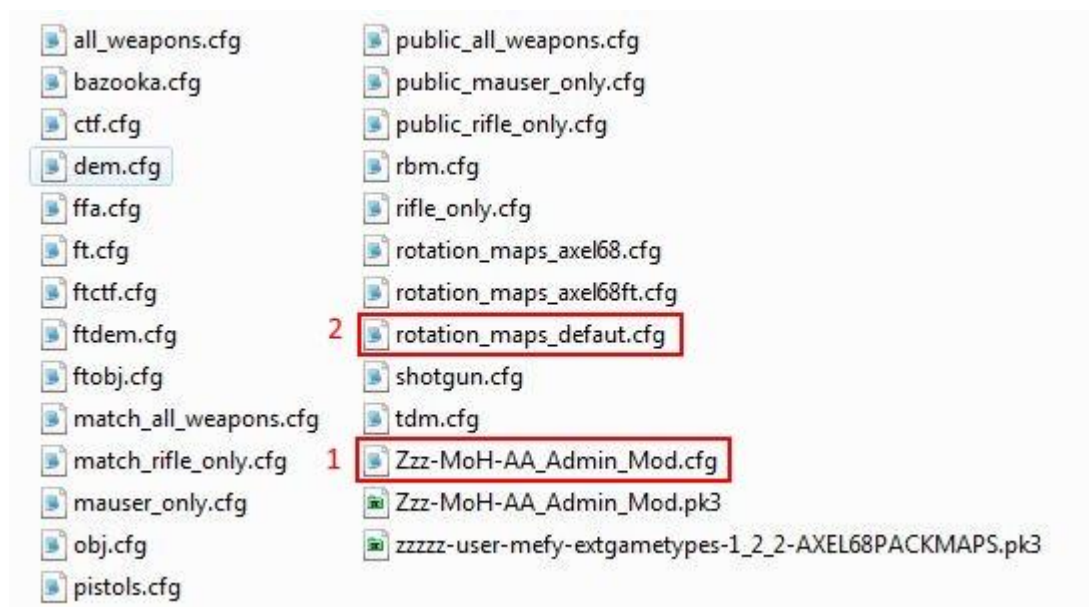 all_weapons.cfg
bazooka.cfg
ctf.cfg
dem.cfg
ffa.cfg
ft.cfg
ftctf.cfg
ftdem.cfg
ftobj.cfg
match_all_weapons.cfg
match_rifle_only.cfg
mauser_only.cfg
obj.cfg
pistols.cfg
public_all_weapons.cfg
public_mauser_only.cfg
public_rifle_only.cfg
rbm.cfg
rifle_only.cfg
rotation_maps_axel68.cfg
rotation_maps_axel68ft.cfg
2 rotation_maps_defaut.cfg
shotgun.cfg
tdm.cfg
1 Zzz-MoH-AA_Admin_Mod.cfg
Zzz-MoH-AA_Admin_Mod.pk3
zzzzz-user-mefy-extgametypes-1_2_2-AXEL68PACKMAPS.pk3